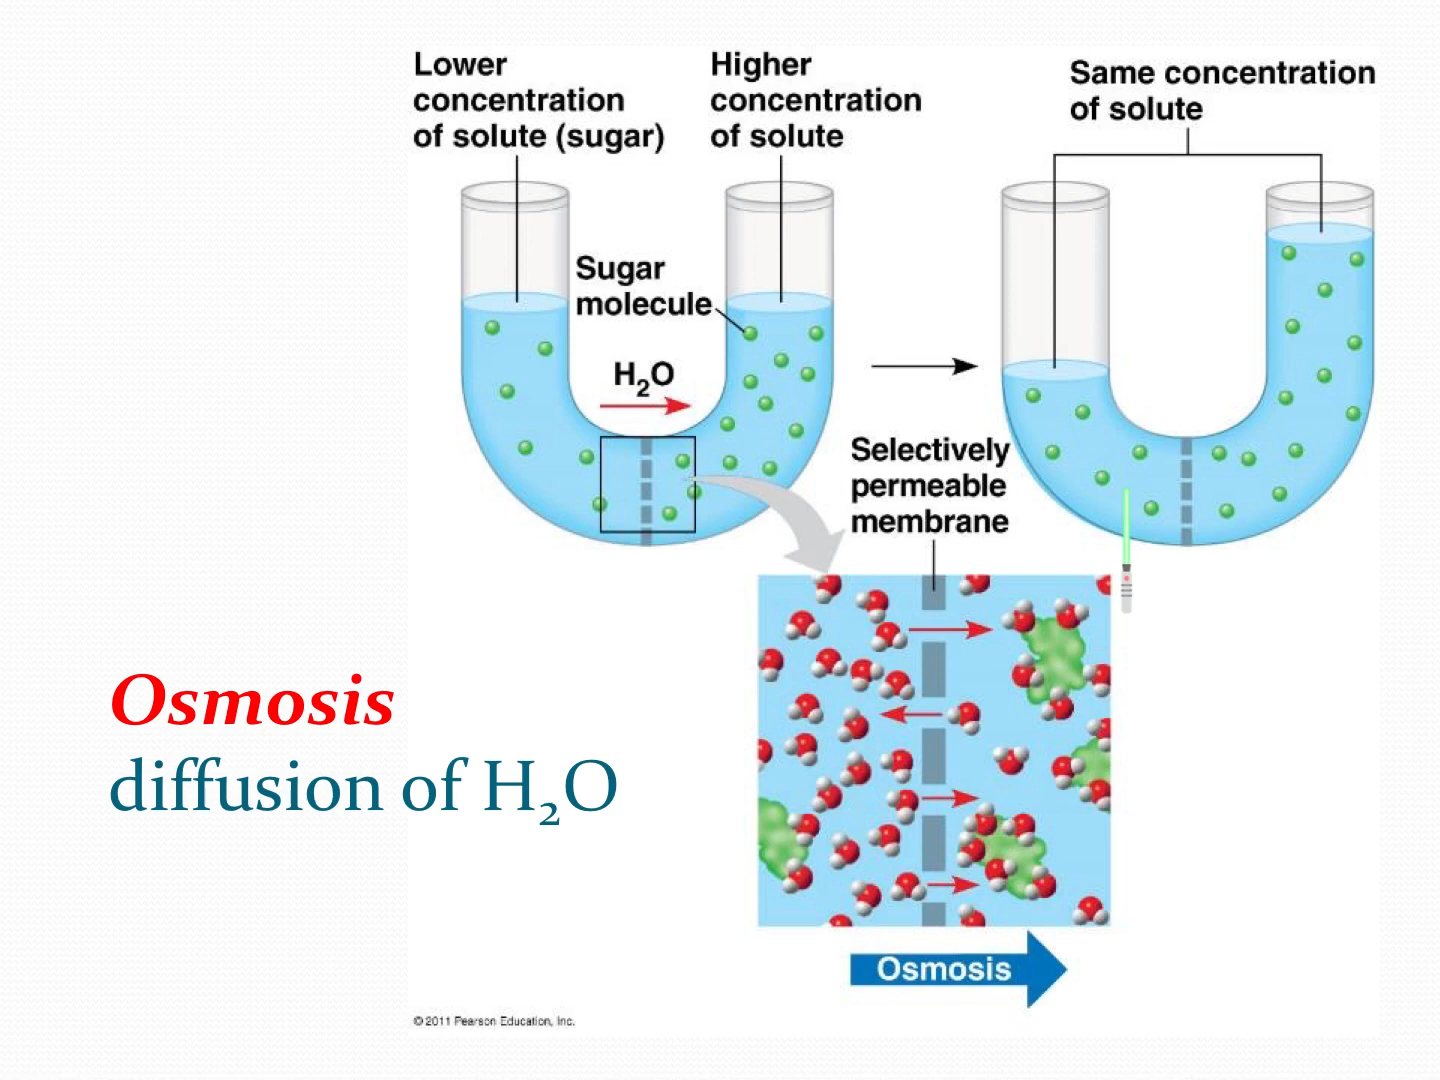 Lower
concentration
of solute (sugar)
Higher
concentration
of solute
Same concentration
of solute
Sugar
molecule
H₂O
Selectively
permeable
membrane
Osmosis
diffusion of H₂O
Osmosis
© 2011 Pearson Education, Inc.